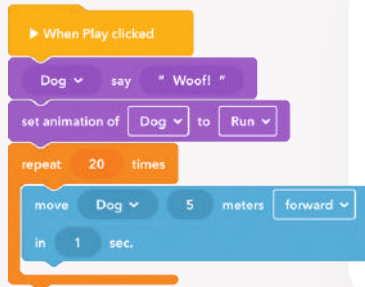 When Play clicked
Dog say " Woof! "
set animation of Dog to Run
repeat 20 times
move Dog 5 meters forward
in 1 sec.